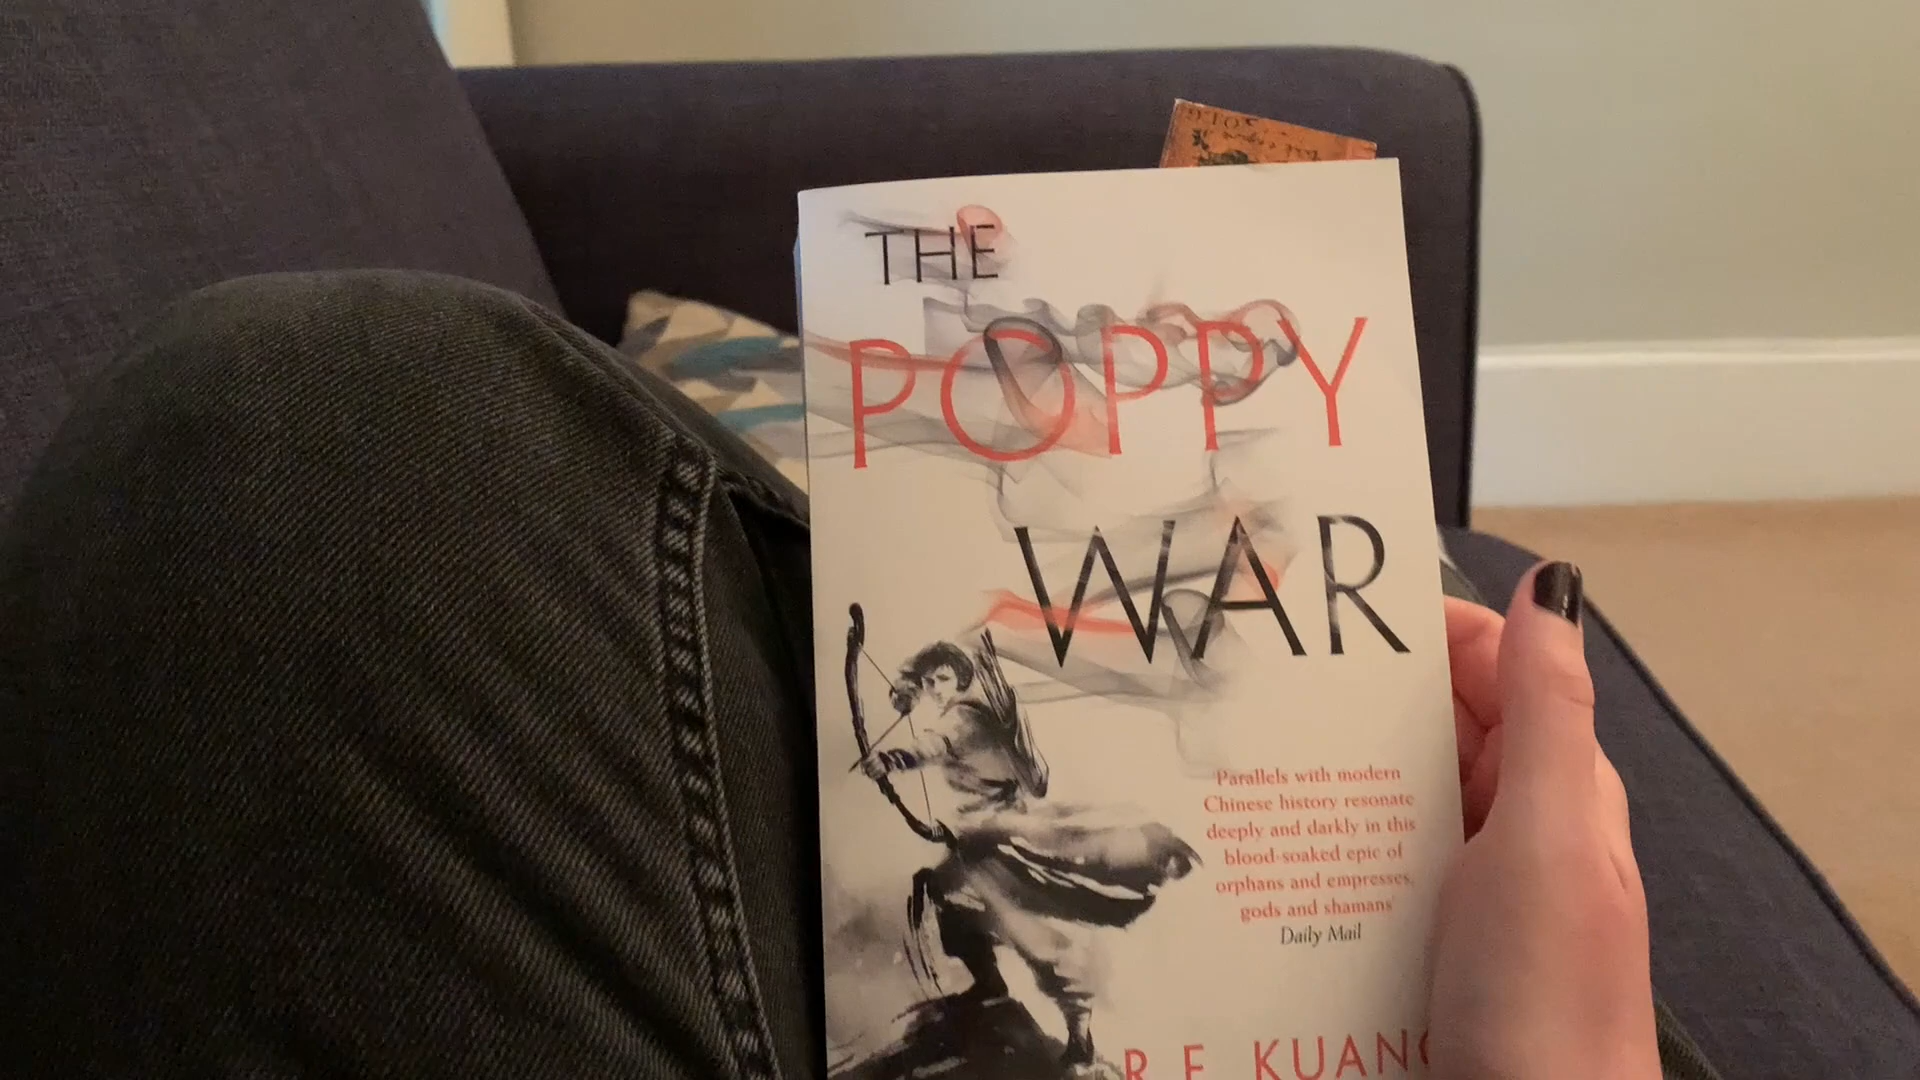 THE
POPPY
WAR
'Parallels with modern
Chinese history resonate
deeply and darkly in this
blood-soaked epic of
orphans and empresses,
gods and shamans'
Daily Mail
R F KUANG